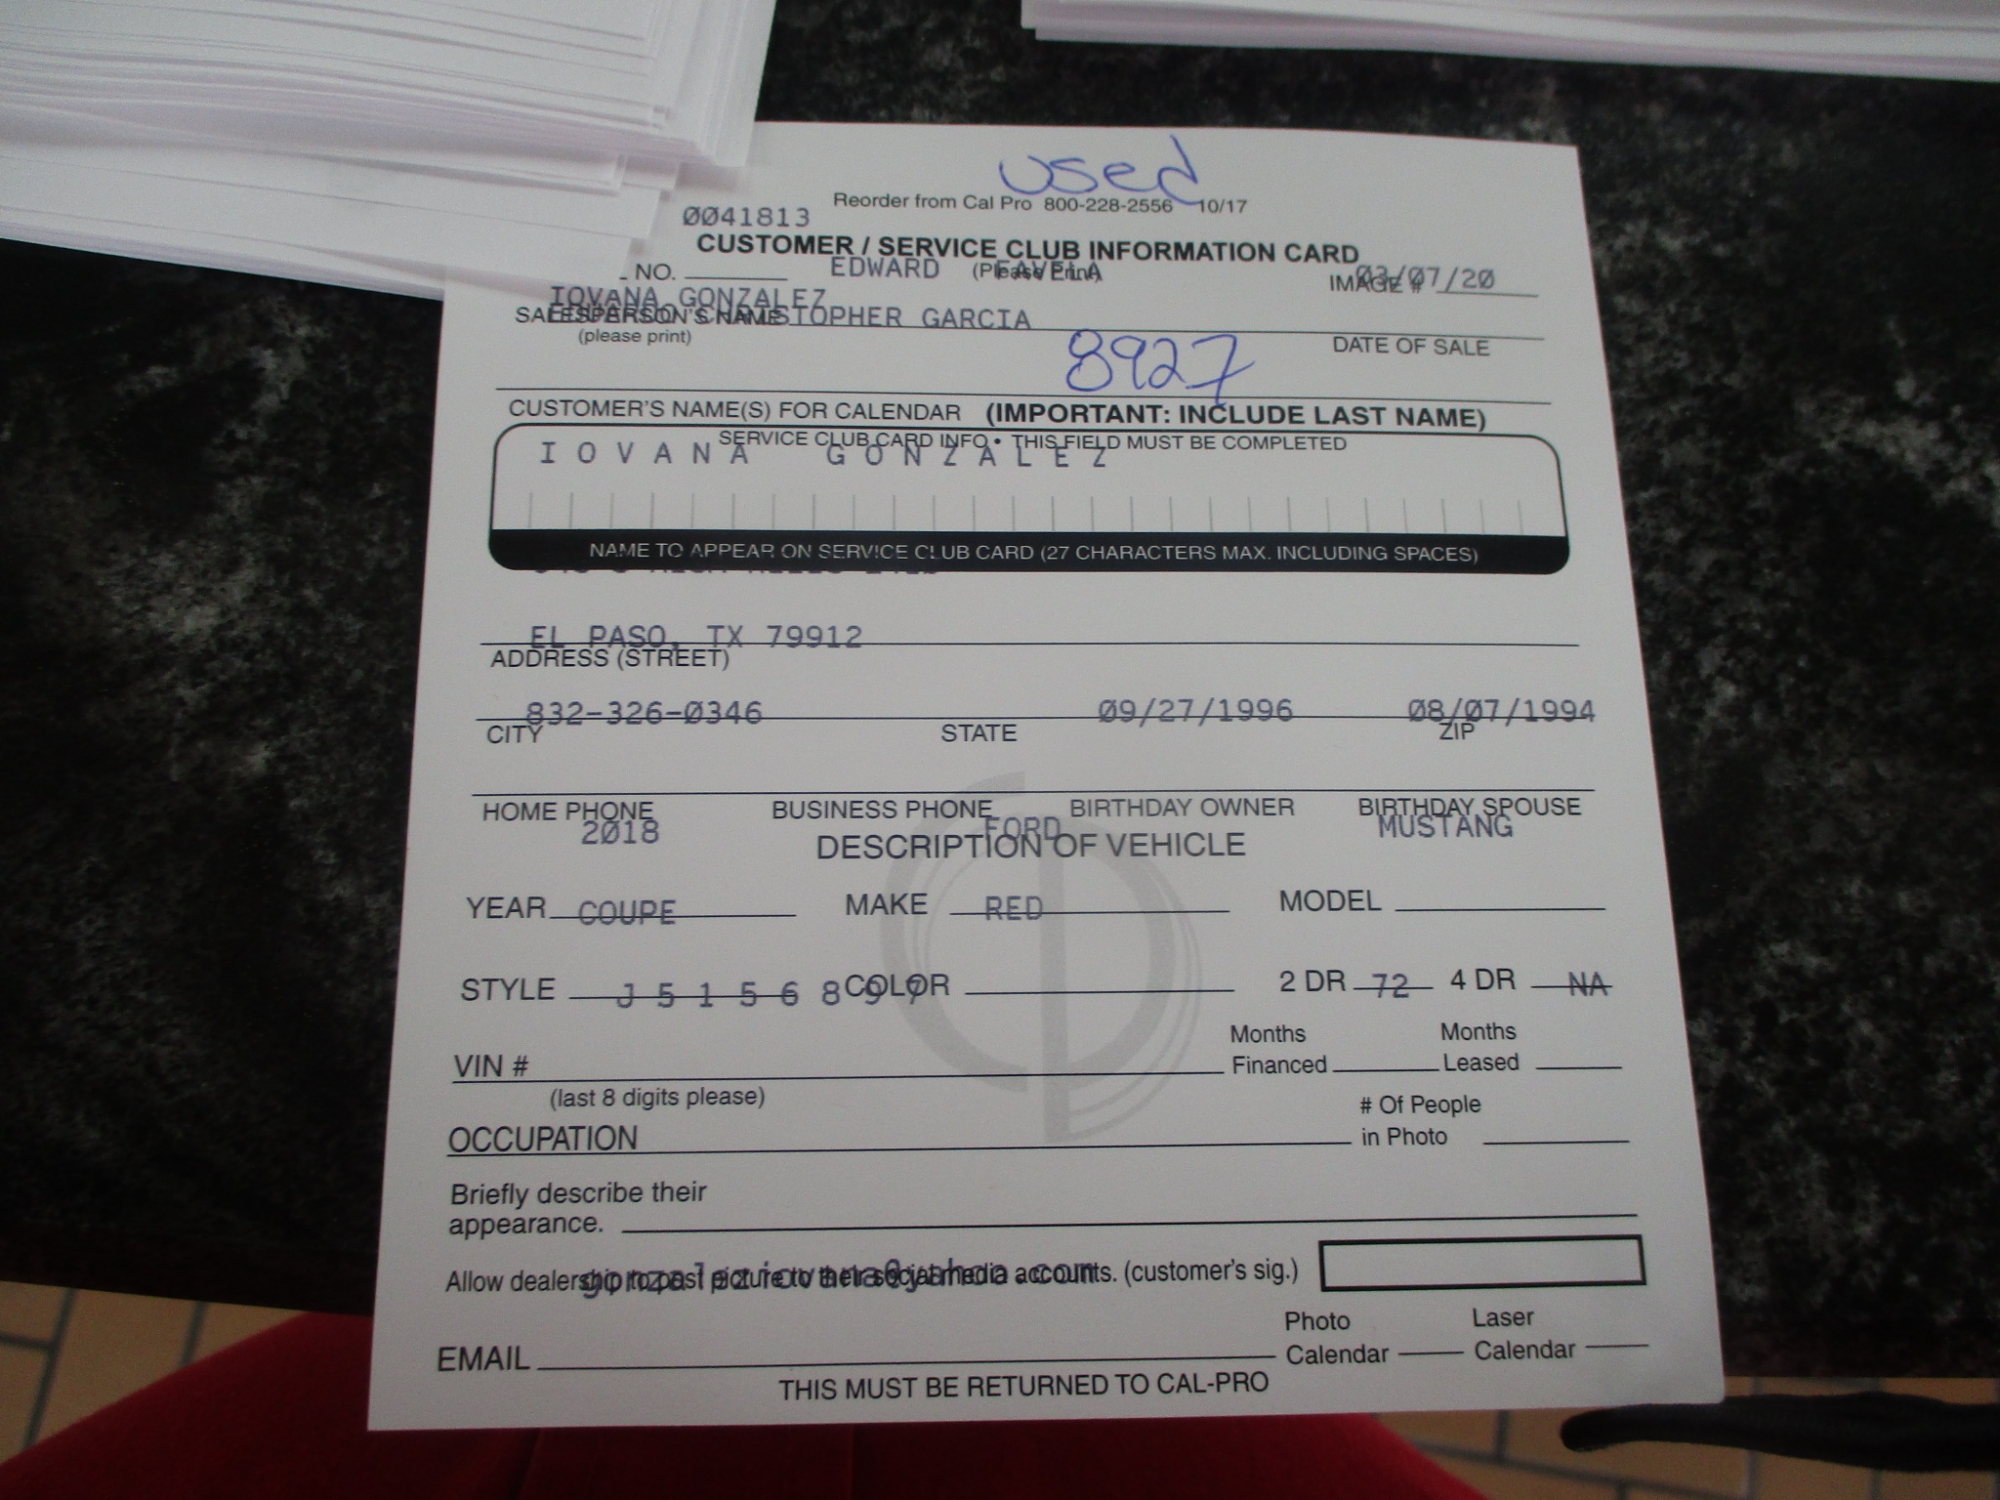 used
Reorder from Cal Pro 800-228-2556 10/17
0041813
CUSTOMER / SERVICE CLUB INFORMATION CARD
NO. EDWARD FAVELA (Please Print) IMAGE # 03/07/20
IOVANA GONZALEZ
SALESPERSON'S NAME CHRISTOPHER GARCIA
(please print) 8927 DATE OF SALE
CUSTOMER'S NAME(S) FOR CALENDAR (IMPORTANT: INCLUDE LAST NAME)
SERVICE CLUB CARD INFO • THIS FIELD MUST BE COMPLETED
IOVANA GONZALEZ
NAME TO APPEAR ON SERVICE CLUB CARD (27 CHARACTERS MAX. INCLUDING SPACES)
EL PASO, TX 79912
ADDRESS (STREET)
832-326-0346 09/27/1996 08/07/1994
CITY STATE ZIP
HOME PHONE BUSINESS PHONE BIRTHDAY OWNER BIRTHDAY SPOUSE
2018 FORD MUSTANG
DESCRIPTION OF VEHICLE
YEAR COUPE MAKE RED MODEL
STYLE J5156897 COLOR 2 DR 72 4 DR NA
Months Months
VIN # Financed Leased
(last 8 digits please) # Of People
OCCUPATION in Photo
Briefly describe their
appearance.
Allow dealership to post picture to their social media accounts. (customer's sig.)
gonzaleziovana@yahoo.com
Photo Laser
EMAIL Calendar Calendar
THIS MUST BE RETURNED TO CAL-PRO